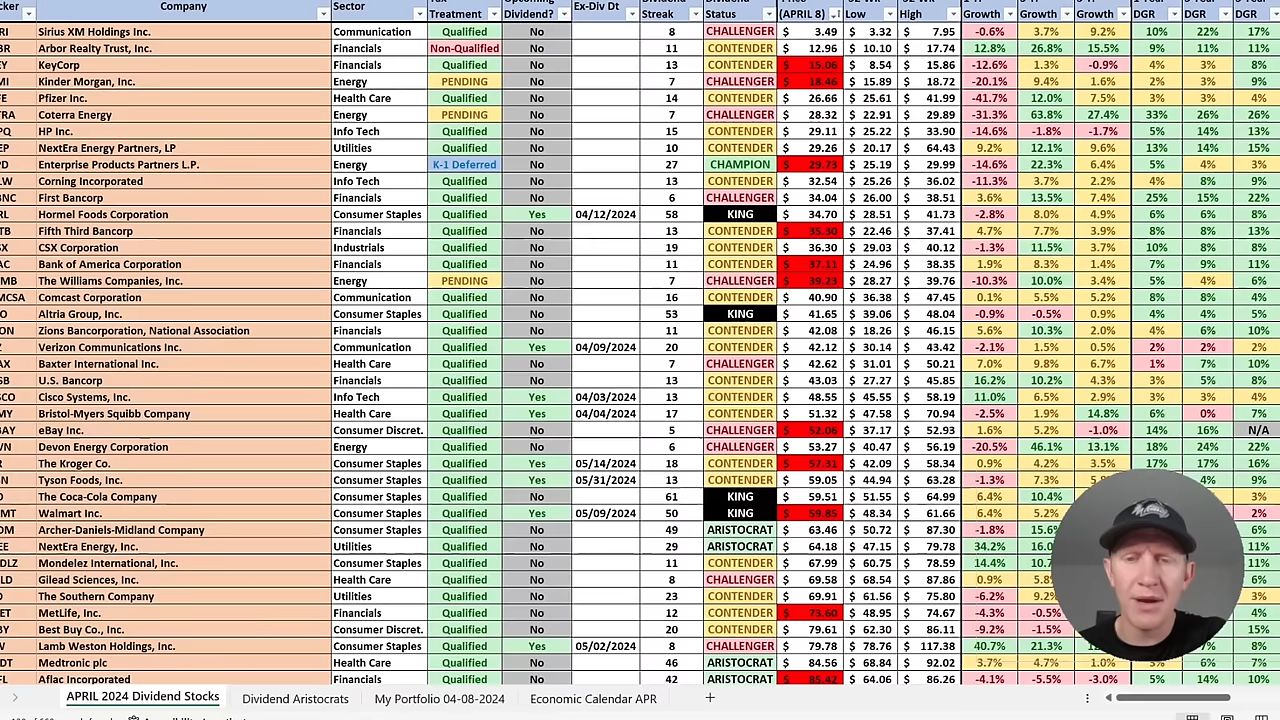 cker Company Sector Tax Treatment Upcoming Dividend? Ex-Div Dt Dividend Streak Dividend Status Price (APRIL 8) 52-Wk Low 52-Wk High 1-Yr Growth Growth Growth 1-Year DGR DGR DGR
RI Sirius XM Holdings Inc. Communication Qualified No 8 CHALLENGER $ 3.49 $ 3.32 $ 7.95 -0.6% 3.7% 9.2% 10% 22% 17%
BR Arbor Realty Trust, Inc. Financials Non-Qualified No 11 CONTENDER $ 12.96 $ 10.10 $ 17.74 12.8% 26.8% 15.5% 9% 11% 11%
EY KeyCorp Financials Qualified No 13 CONTENDER $ 15.06 $ 8.54 $ 15.86 -12.6% 1.3% -0.9% 4% 3% 8%
MI Kinder Morgan, Inc. Energy PENDING No 7 CHALLENGER $ 18.46 $ 15.89 $ 18.72 -20.1% 9.4% 1.6% 2% 3% 9%
FE Pfizer Inc. Health Care Qualified No 14 CONTENDER $ 26.66 $ 25.61 $ 41.99 -41.7% 12.0% 7.5% 3% 3% 4%
TRA Coterra Energy Energy PENDING No 7 CHALLENGER $ 28.32 $ 22.91 $ 29.89 -31.3% 63.8% 27.4% 33% 26% 26%
PQ HP Inc. Info Tech Qualified No 15 CONTENDER $ 29.11 $ 25.22 $ 33.90 -14.6% -1.8% -1.7% 5% 14% 13%
EP NextEra Energy Partners, LP Utilities Qualified No 10 CONTENDER $ 29.26 $ 20.17 $ 64.43 9.2% 12.1% 9.6% 13% 14% 15%
PD Enterprise Products Partners L.P. Energy K-1 Deferred No 27 CHAMPION $ 29.73 $ 25.19 $ 29.99 -14.6% 22.3% 6.4% 5% 4% 3%
LW Corning Incorporated Info Tech Qualified No 13 CONTENDER $ 32.54 $ 25.26 $ 36.02 -11.3% 3.7% 2.2% 4% 8% 9%
BNC First Bancorp Financials Qualified No 6 CHALLENGER $ 34.04 $ 26.00 $ 38.51 3.6% 13.5% 7.4% 25% 15% 22%
RL Hormel Foods Corporation Consumer Staples Qualified Yes 04/12/2024 58 KING $ 34.70 $ 28.51 $ 41.73 -2.8% 8.0% 4.9% 6% 6% 8%
TB Fifth Third Bancorp Financials Qualified No 13 CONTENDER $ 35.30 $ 22.46 $ 37.41 4.7% 7.7% 3.9% 8% 8% 13%
SX CSX Corporation Industrials Qualified No 19 CONTENDER $ 36.30 $ 29.03 $ 40.12 -1.3% 11.5% 3.7% 10% 8% 8%
AC Bank of America Corporation Financials Qualified No 11 CONTENDER $ 37.11 $ 24.96 $ 38.35 1.9% 8.3% 1.4% 7% 9% 11%
MB The Williams Companies, Inc. Energy PENDING No 7 CHALLENGER $ 39.23 $ 28.27 $ 39.76 -10.3% 10.0% 3.4% 5% 4% 6%
MCSA Comcast Corporation Communication Qualified No 16 CONTENDER $ 40.90 $ 36.38 $ 47.45 0.1% 5.5% 5.2% 8% 8% 4%
O Altria Group, Inc. Consumer Staples Qualified No 53 KING $ 41.65 $ 39.06 $ 48.04 -0.9% -0.5% 0.9% 4% 4% 5%
ON Zions Bancorporation, National Association Financials Qualified No 11 CONTENDER $ 42.08 $ 18.26 $ 46.15 5.6% 10.3% 2.0% 4% 6% 10%
Z Verizon Communications Inc. Communication Qualified Yes 04/09/2024 20 CONTENDER $ 42.12 $ 30.14 $ 43.42 -2.1% 1.5% 0.5% 2% 2% 2%
AX Baxter International Inc. Health Care Qualified No 7 CHALLENGER $ 42.62 $ 31.01 $ 50.21 7.0% 9.8% 6.7% 1% 7% 10%
SB U.S. Bancorp Financials Qualified No 13 CONTENDER $ 43.03 $ 27.27 $ 45.85 16.2% 10.2% 4.3% 3% 5% 8%
SCO Cisco Systems, Inc. Info Tech Qualified Yes 04/03/2024 13 CONTENDER $ 48.55 $ 45.55 $ 58.19 11.0% 6.5% 2.9% 3% 3% 4%
MY Bristol-Myers Squibb Company Health Care Qualified Yes 04/04/2024 17 CONTENDER $ 51.32 $ 47.58 $ 70.94 -2.5% 1.9% 14.8% 6% 0% 7%
BAY eBay Inc. Consumer Discret. Qualified No 5 CHALLENGER $ 52.06 $ 37.17 $ 52.93 1.6% 5.2% -1.0% 14% 16% N/A
VN Devon Energy Corporation Energy Qualified No 6 CHALLENGER $ 53.27 $ 40.47 $ 56.19 -20.5% 46.1% 13.1% 18% 24% 22%
R The Kroger Co. Consumer Staples Qualified Yes 05/14/2024 18 CONTENDER $ 57.31 $ 42.09 $ 58.34 0.9% 4.2% 3.5% 17% 17% 16%
SN Tyson Foods, Inc. Consumer Staples Qualified Yes 05/31/2024 13 CONTENDER $ 59.05 $ 44.94 $ 63.28 -1.3% 7.3% 4% 9%
O The Coca-Cola Company Consumer Staples Qualified No 61 KING $ 59.51 $ 51.55 $ 64.99 6.4% 10.4% 3%
MT Walmart Inc. Consumer Staples Qualified Yes 05/09/2024 50 KING $ 59.85 $ 48.34 $ 61.66 6.4% 5.2% 2%
DM Archer-Daniels-Midland Company Consumer Staples Qualified No 49 ARISTOCRAT $ 63.46 $ 50.72 $ 87.30 -1.8% 15.6% 8%
EE NextEra Energy, Inc. Utilities Qualified No 29 ARISTOCRAT $ 64.18 $ 47.15 $ 79.78 34.2% 16.0 11%
DLZ Mondelez International, Inc. Consumer Staples Qualified No 11 CONTENDER $ 67.99 $ 60.75 $ 78.59 14.4% 10.7 11%
LD Gilead Sciences, Inc. Health Care Qualified No 8 CHALLENGER $ 69.58 $ 68.54 $ 87.86 0.9% 5.8 6%
O The Southern Company Utilities Qualified No 23 CONTENDER $ 69.91 $ 61.56 $ 75.80 -6.2% 9.2 3%
ET MetLife, Inc. Financials Qualified No 12 CONTENDER $ 73.60 $ 48.95 $ 74.67 -4.3% -0.5 4%
BY Best Buy Co., Inc. Consumer Discret. Qualified No 20 CONTENDER $ 79.61 $ 62.30 $ 86.11 -9.2% -1.5% 15%
W Lamb Weston Holdings, Inc. Consumer Staples Qualified Yes 05/02/2024 8 CHALLENGER $ 79.78 $ 78.76 $ 117.38 40.7% 21.3% 7% 8%
DT Medtronic plc Health Care Qualified No 46 ARISTOCRAT $ 84.56 $ 68.84 $ 92.02 3.7% 4.7% 1.0% 6% 7%
FL Aflac Incorporated Financials Qualified No 42 ARISTOCRAT $ 85.42 $ 64.06 $ 86.26 -4.1% -5.5% -3.0% 5% 14% 10%
APRIL 2024 Dividend Stocks Dividend Aristocrats My Portfolio 04-08-2024 Economic Calendar APR